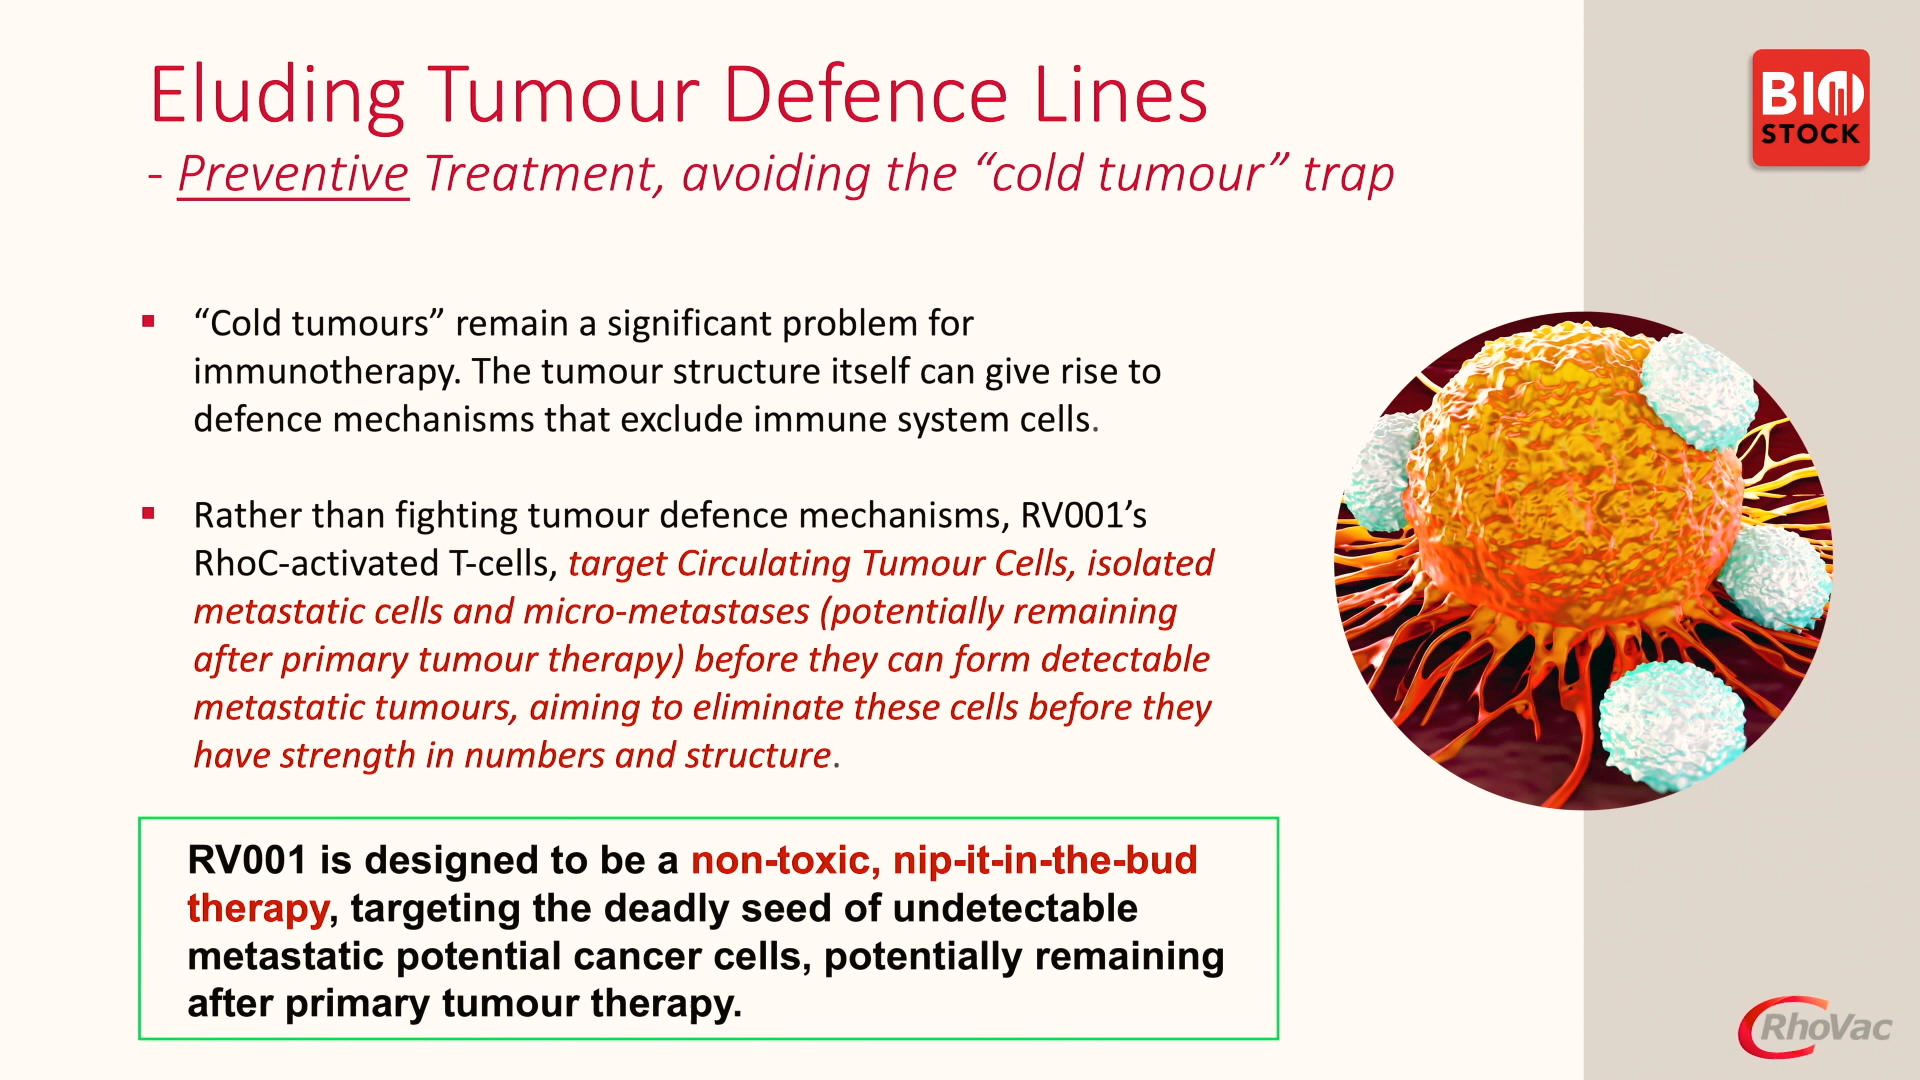 Eluding Tumour Defence Lines
- Preventive Treatment, avoiding the “cold tumour” trap
BIO
STOCK
▪ “Cold tumours” remain a significant problem for
immunotherapy. The tumour structure itself can give rise to
defence mechanisms that exclude immune system cells.
▪ Rather than fighting tumour defence mechanisms, RV001’s
RhoC-activated T-cells, target Circulating Tumour Cells, isolated
metastatic cells and micro-metastases (potentially remaining
after primary tumour therapy) before they can form detectable
metastatic tumours, aiming to eliminate these cells before they
have strength in numbers and structure.
RV001 is designed to be a non-toxic, nip-it-in-the-bud
therapy, targeting the deadly seed of undetectable
metastatic potential cancer cells, potentially remaining
after primary tumour therapy.
RhoVac